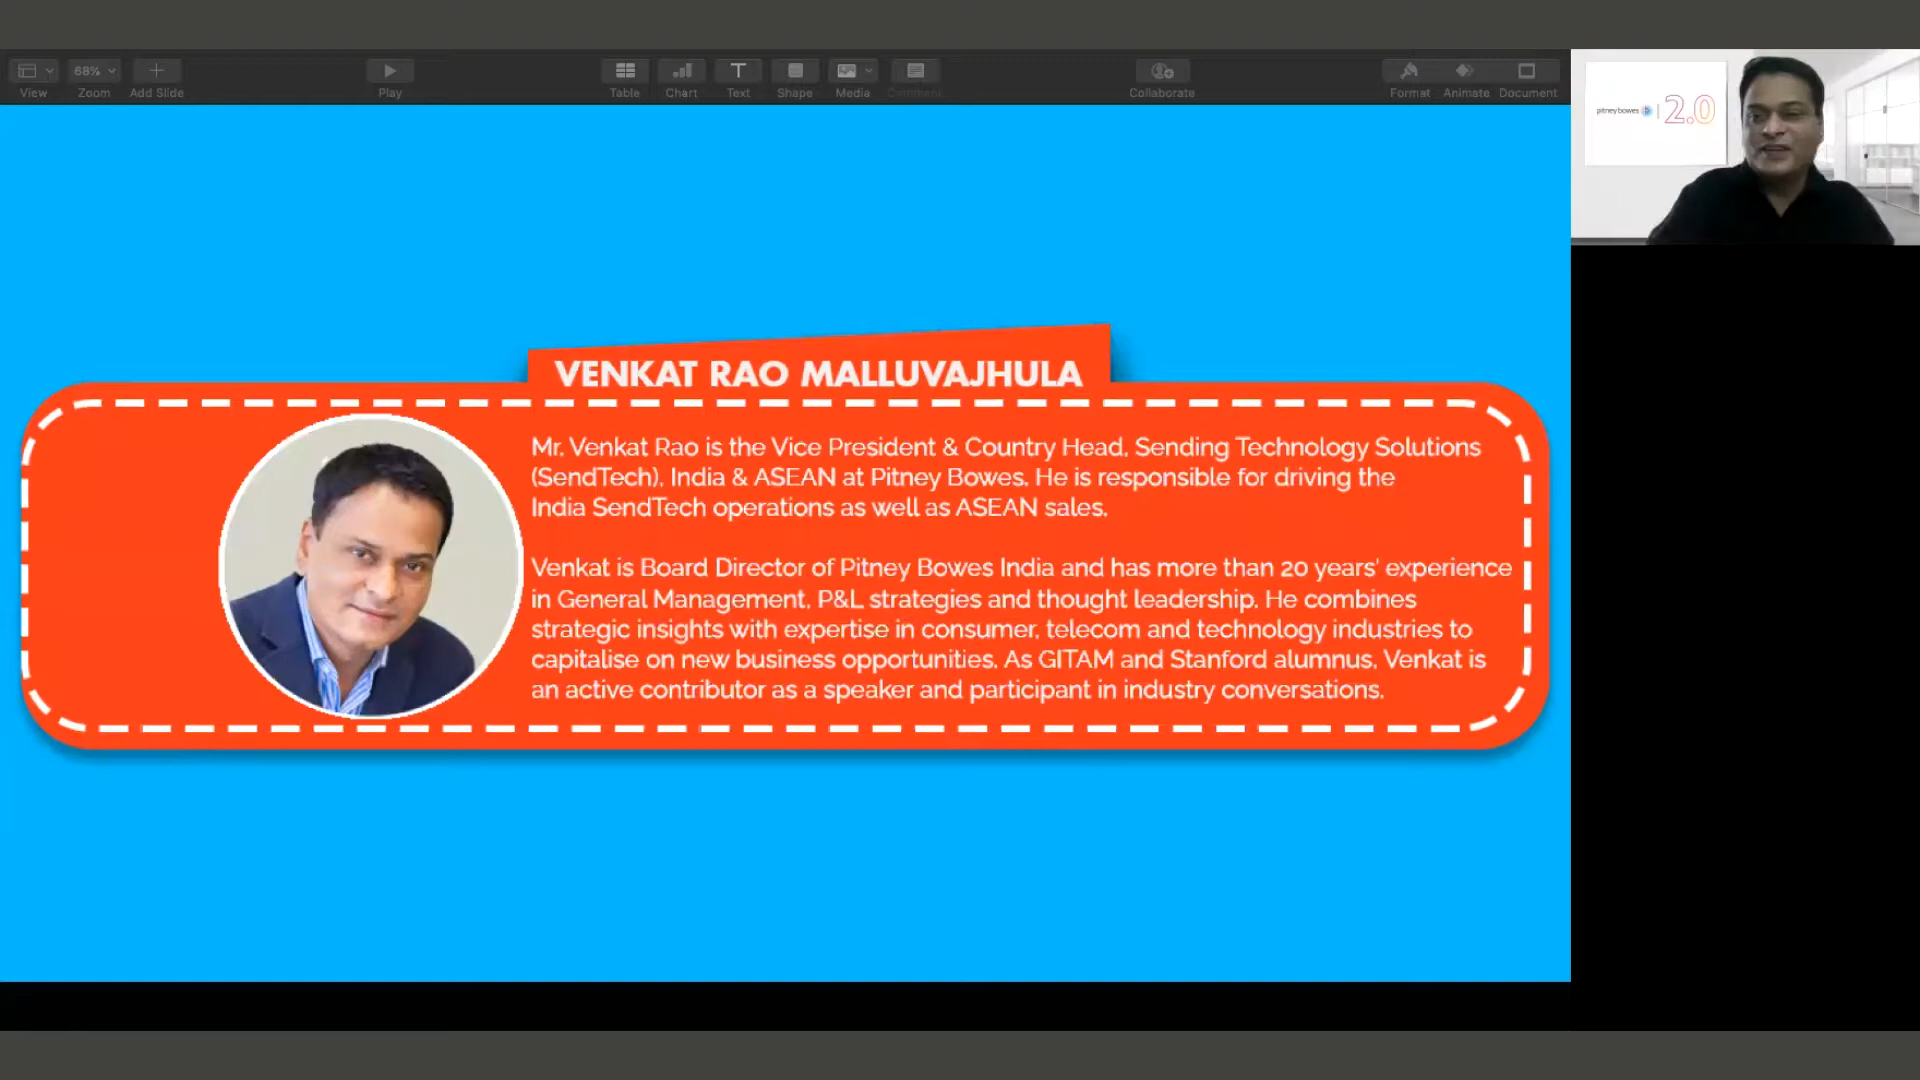 68%
View
Zoom
Add Slide
Play
Table
Chart
Text
Shape
Media
Comment
Collaborate
Format
Animate
Document
pitney bowes | 2.0
VENKAT RAO MALLUVAJHULA
Mr. Venkat Rao is the Vice President & Country Head, Sending Technology Solutions
(SendTech), India & ASEAN at Pitney Bowes. He is responsible for driving the
India SendTech operations as well as ASEAN sales.
Venkat is Board Director of Pitney Bowes India and has more than 20 years' experience
in General Management, P&L strategies and thought leadership. He combines
strategic insights with expertise in consumer, telecom and technology industries to
capitalise on new business opportunities. As GITAM and Stanford alumnus, Venkat is
an active contributor as a speaker and participant in industry conversations.